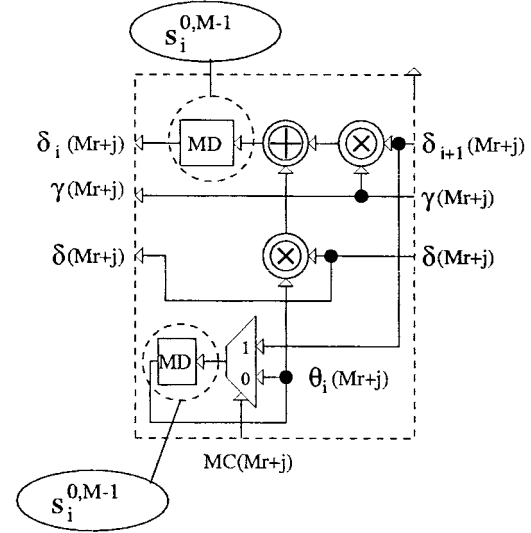 s_i^{0,M-1}
δ_i(Mr+j) MD + × δ_{i+1}(Mr+j)
γ(Mr+j) γ(Mr+j)
δ(Mr+j) × δ(Mr+j)
1
MD 0 θ_i(Mr+j)
MC(Mr+j)
s_i^{0,M-1}